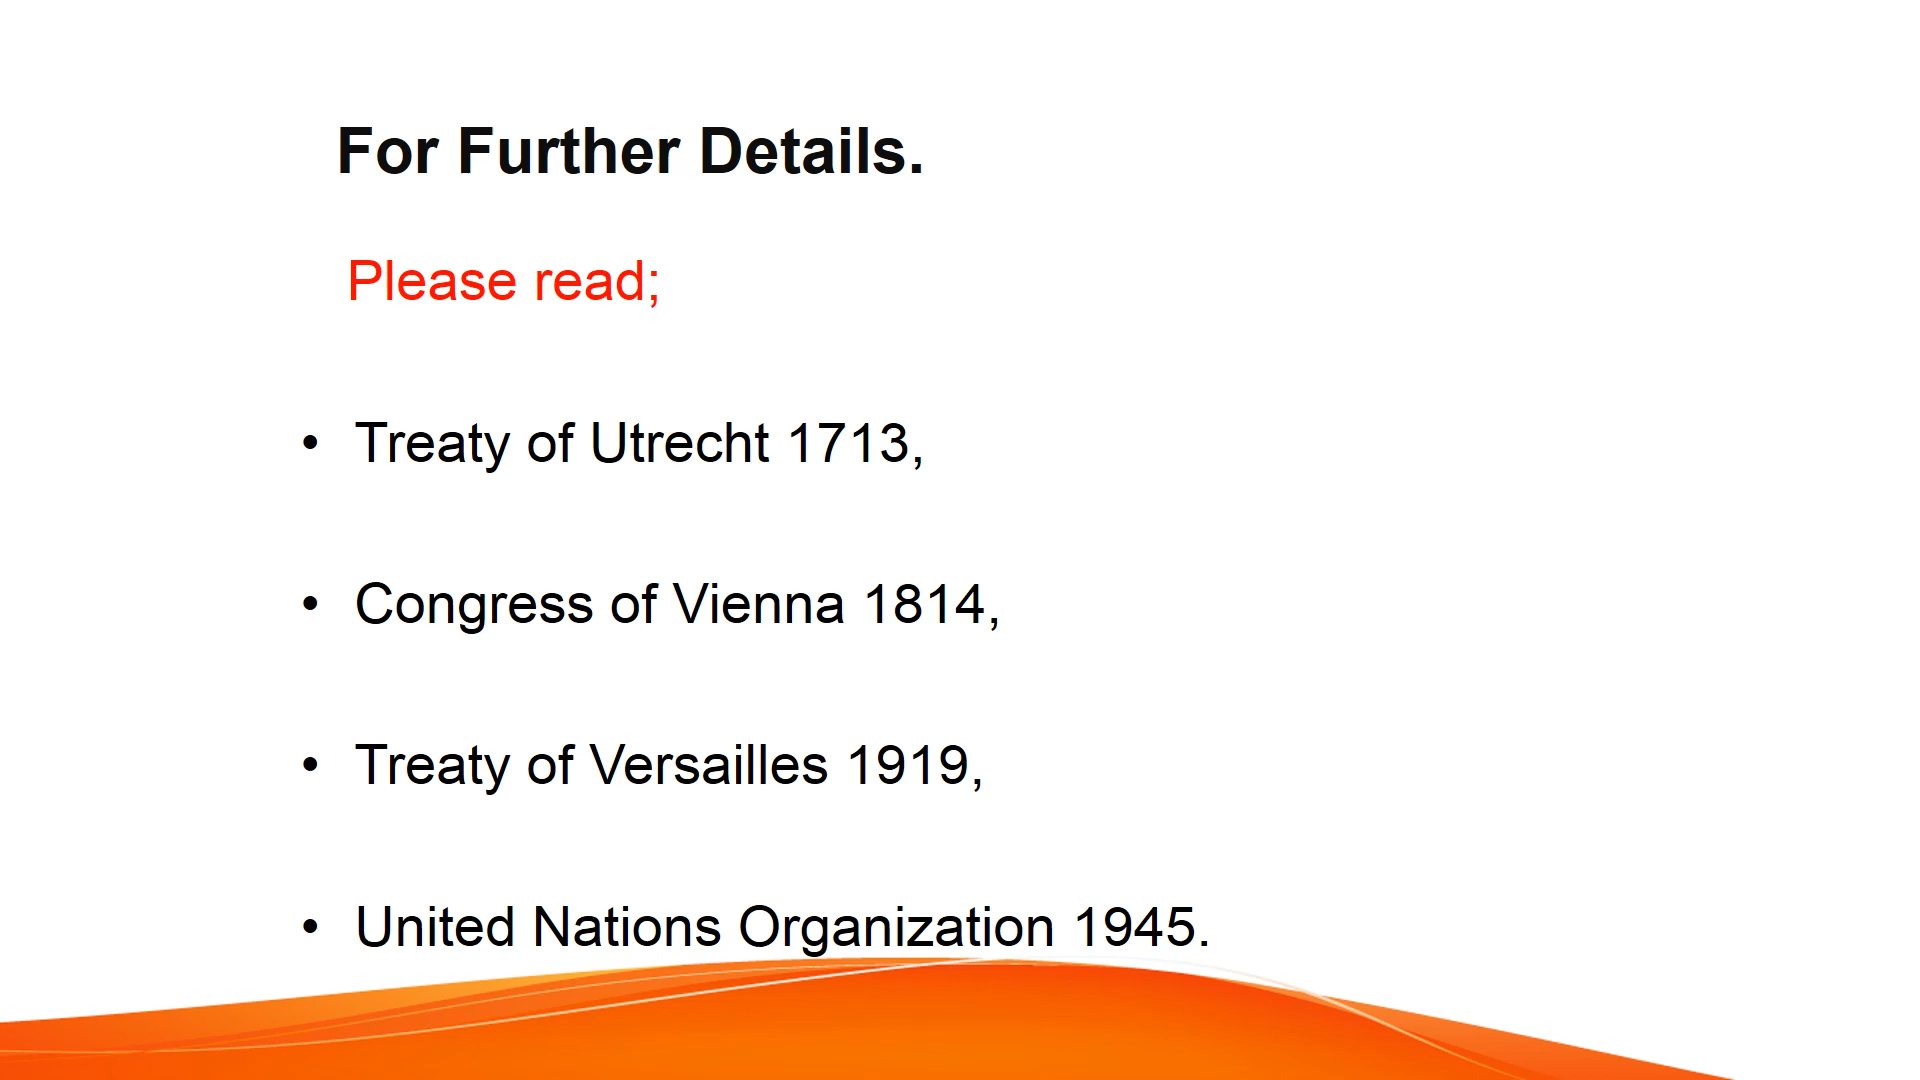 For Further Details.
Please read;
• Treaty of Utrecht 1713,
• Congress of Vienna 1814,
• Treaty of Versailles 1919,
• United Nations Organization 1945.